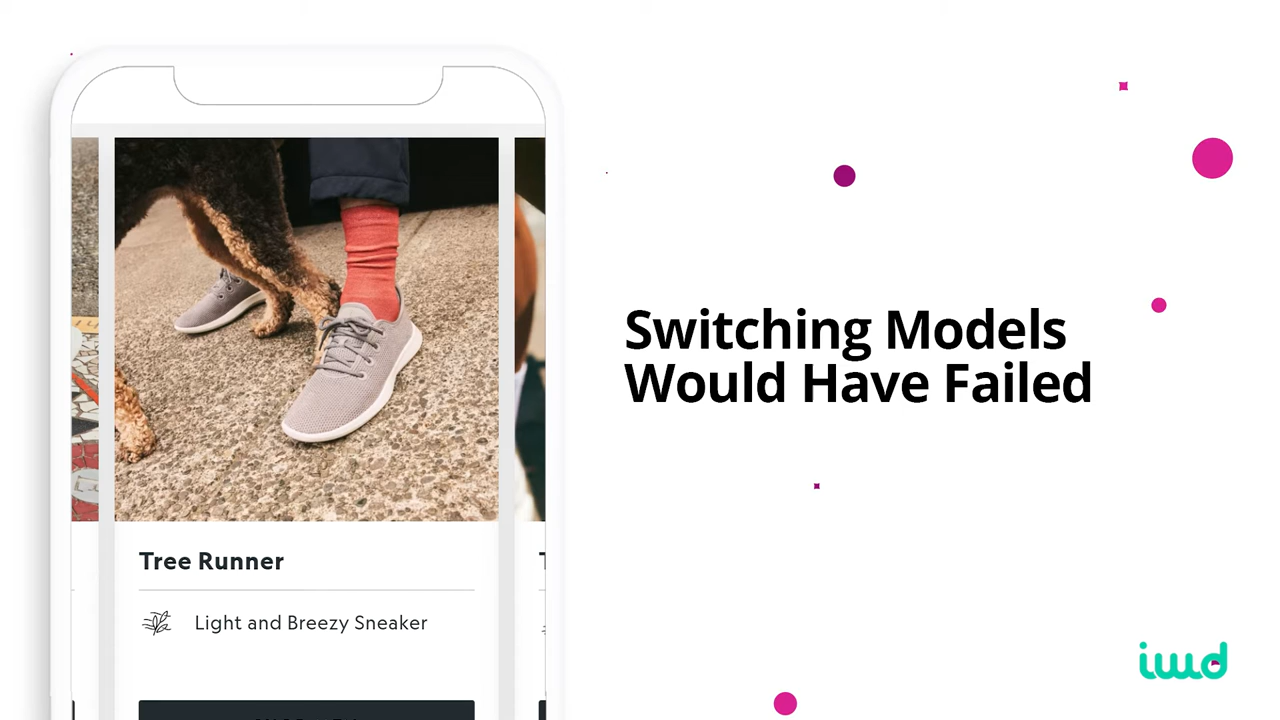 Switching Models
Would Have Failed
Tree Runner
Light and Breezy Sneaker
iwd